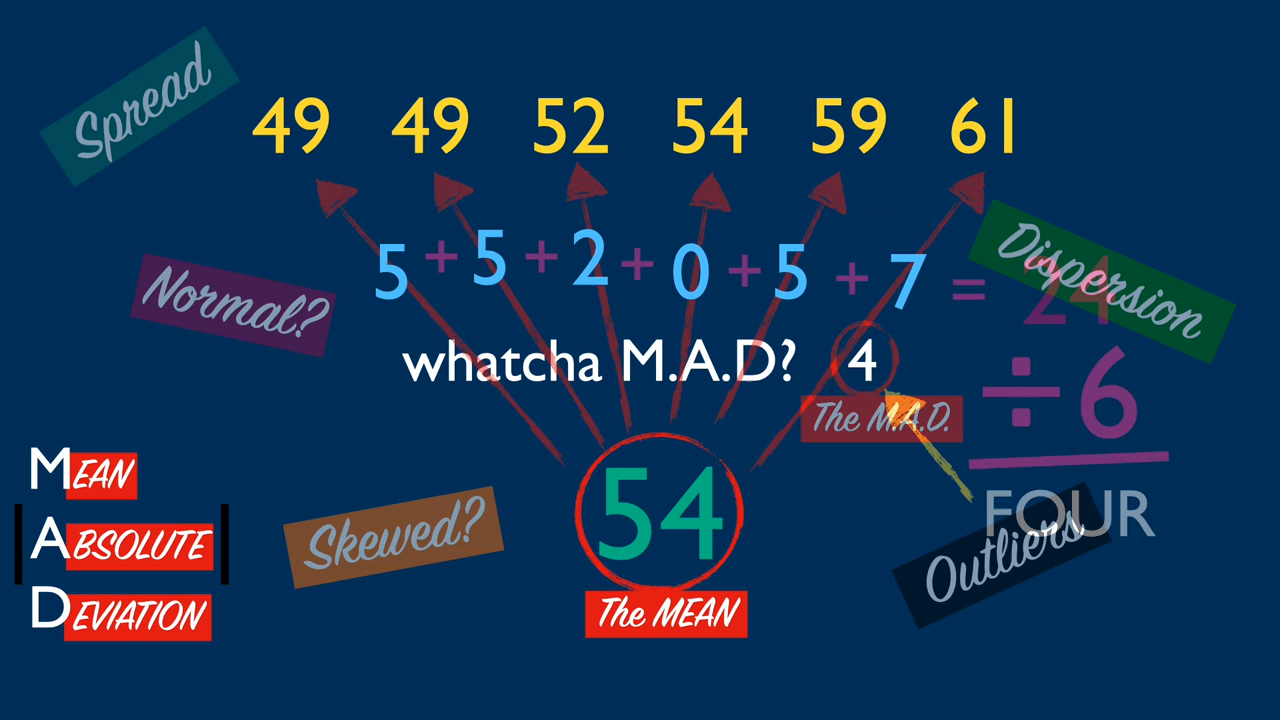 Spread
49 49 52 54 59 61
5 + 5 + 2 + 0 + 5 + 7 = 24
Dispersion
Normal?
whatcha M.A.D? 4
÷6
The M.A.D.
MEAN
|ABSOLUTE|
DEVIATION
Skewed?
54
The MEAN
FOUR
Outliers